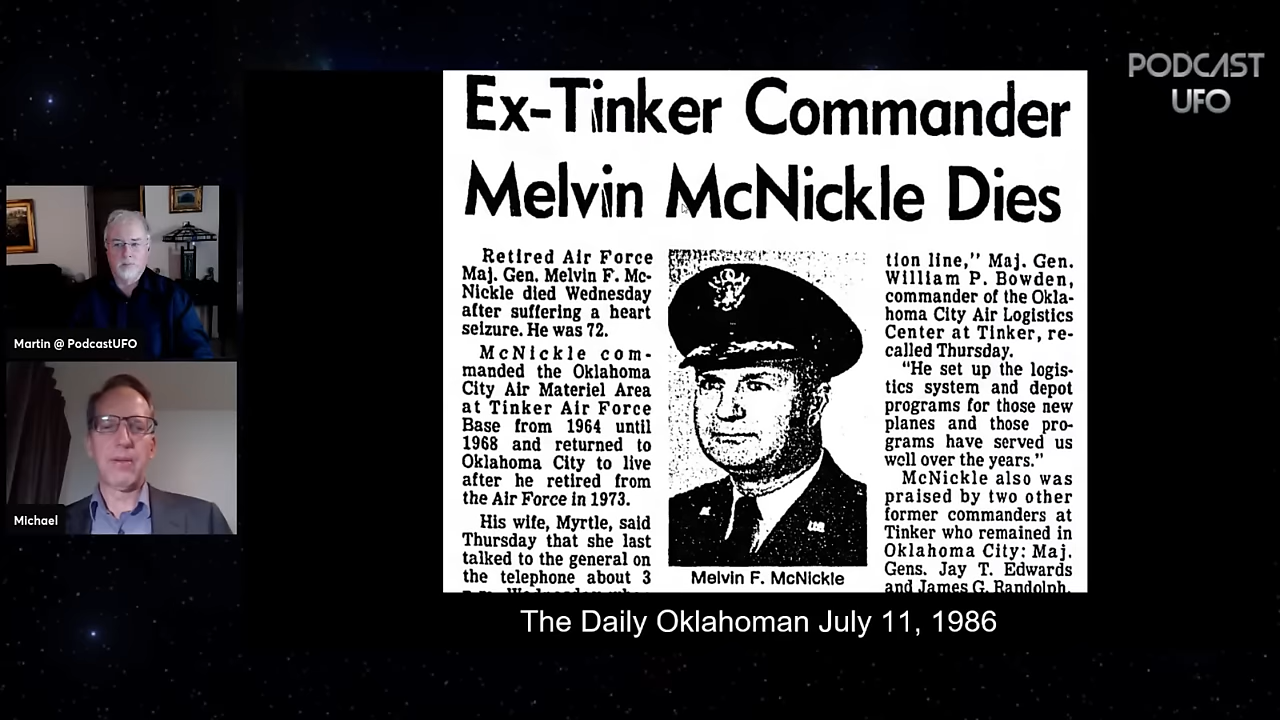 PODCAST
UFO
Ex-Tinker Commander
Melvin McNickle Dies
Retired Air Force
Maj. Gen. Melvin F. Mc-
Nickle died Wednesday
after suffering a heart
seizure. He was 72.
McNickle com-
manded the Oklahoma
City Air Materiel Area
at Tinker Air Force
Base from 1964 until
1968 and returned to
Oklahoma City to live
after he retired from
the Air Force in 1973.
His wife, Myrtle, said
Thursday that she last
talked to the general on
the telephone about 3
Melvin F. McNickle
tion line," Maj. Gen.
William P. Bowden,
commander of the Okla-
homa City Air Logistics
Center at Tinker, re-
called Thursday.
"He set up the logis-
tics system and depot
programs for those new
planes and those pro-
grams have served us
well over the years."
McNickle also was
praised by two other
former commanders at
Tinker who remained in
Oklahoma City: Maj.
Gens. Jay T. Edwards
and James G. Randolph.
The Daily Oklahoman July 11, 1986
Martin @ PodcastUFO
Michael